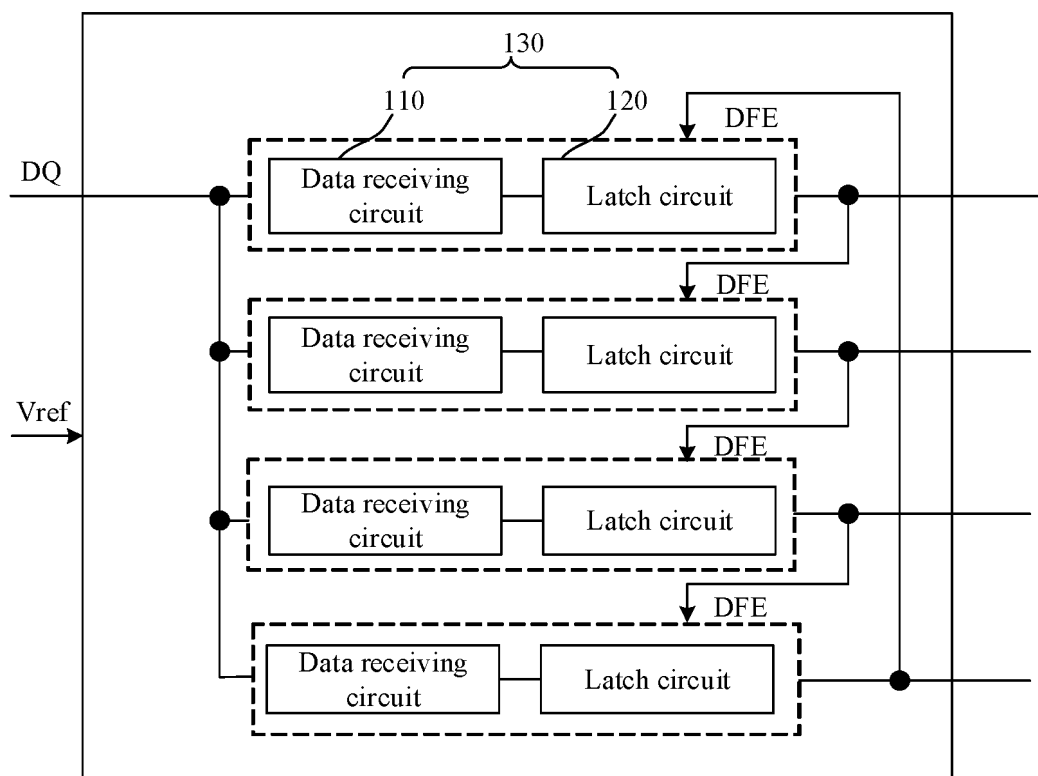 130
110
120
DFE
DQ
Data receiving
circuit
Latch circuit
DFE
Data receiving
circuit
Latch circuit
Vref
DFE
Data receiving
circuit
Latch circuit
DFE
Data receiving
circuit
Latch circuit